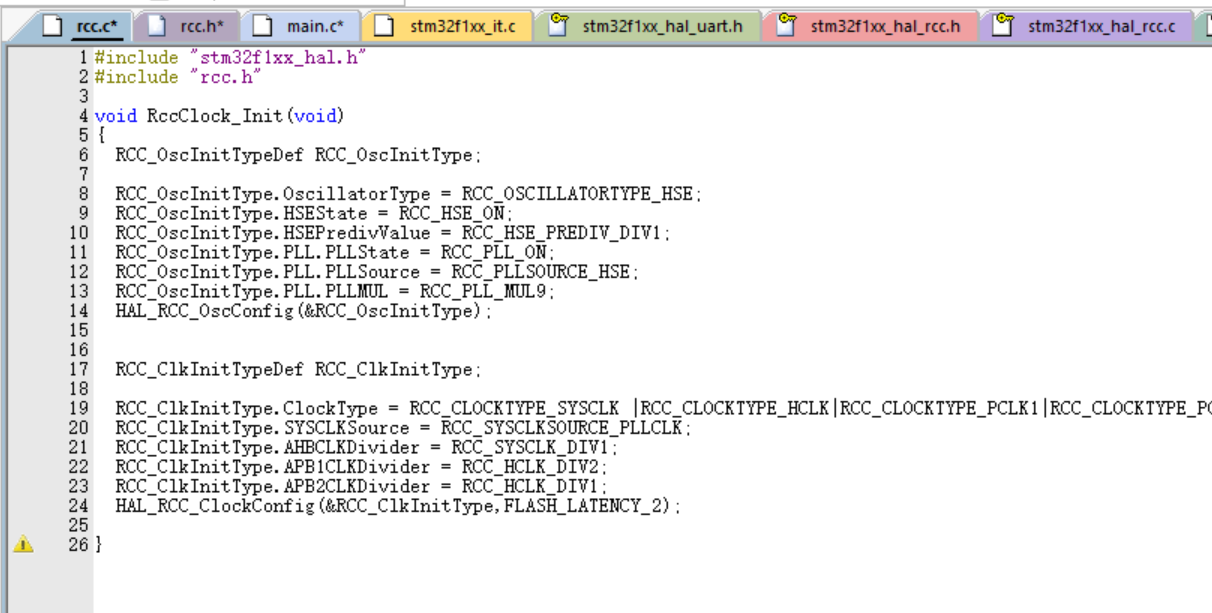 rcc.c* rcc.h* main.c* stm32f1xx_it.c stm32f1xx_hal_uart.h stm32f1xx_hal_rcc.h stm32f1xx_hal_rcc.c
1 #include "stm32f1xx_hal.h"
2 #include "rcc.h"
3
4 void RccClock_Init(void)
5 {
6 RCC_OscInitTypeDef RCC_OscInitType;
7
8 RCC_OscInitType.OscillatorType = RCC_OSCILLATORTYPE_HSE;
9 RCC_OscInitType.HSEState = RCC_HSE_ON;
10 RCC_OscInitType.HSEPredivValue = RCC_HSE_PREDIV_DIV1;
11 RCC_OscInitType.PLL.PLLState = RCC_PLL_ON;
12 RCC_OscInitType.PLL.PLLSource = RCC_PLLSOURCE_HSE;
13 RCC_OscInitType.PLL.PLLMUL = RCC_PLL_MUL9;
14 HAL_RCC_OscConfig(&RCC_OscInitType);
15
16
17 RCC_ClkInitTypeDef RCC_ClkInitType;
18
19 RCC_ClkInitType.ClockType = RCC_CLOCKTYPE_SYSCLK |RCC_CLOCKTYPE_HCLK|RCC_CLOCKTYPE_PCLK1|RCC_CLOCKTYPE_P
20 RCC_ClkInitType.SYSCLKSource = RCC_SYSCLKSOURCE_PLLCLK;
21 RCC_ClkInitType.AHBCLKDivider = RCC_SYSCLK_DIV1;
22 RCC_ClkInitType.APB1CLKDivider = RCC_HCLK_DIV2;
23 RCC_ClkInitType.APB2CLKDivider = RCC_HCLK_DIV1;
24 HAL_RCC_ClockConfig(&RCC_ClkInitType,FLASH_LATENCY_2);
25
26 }